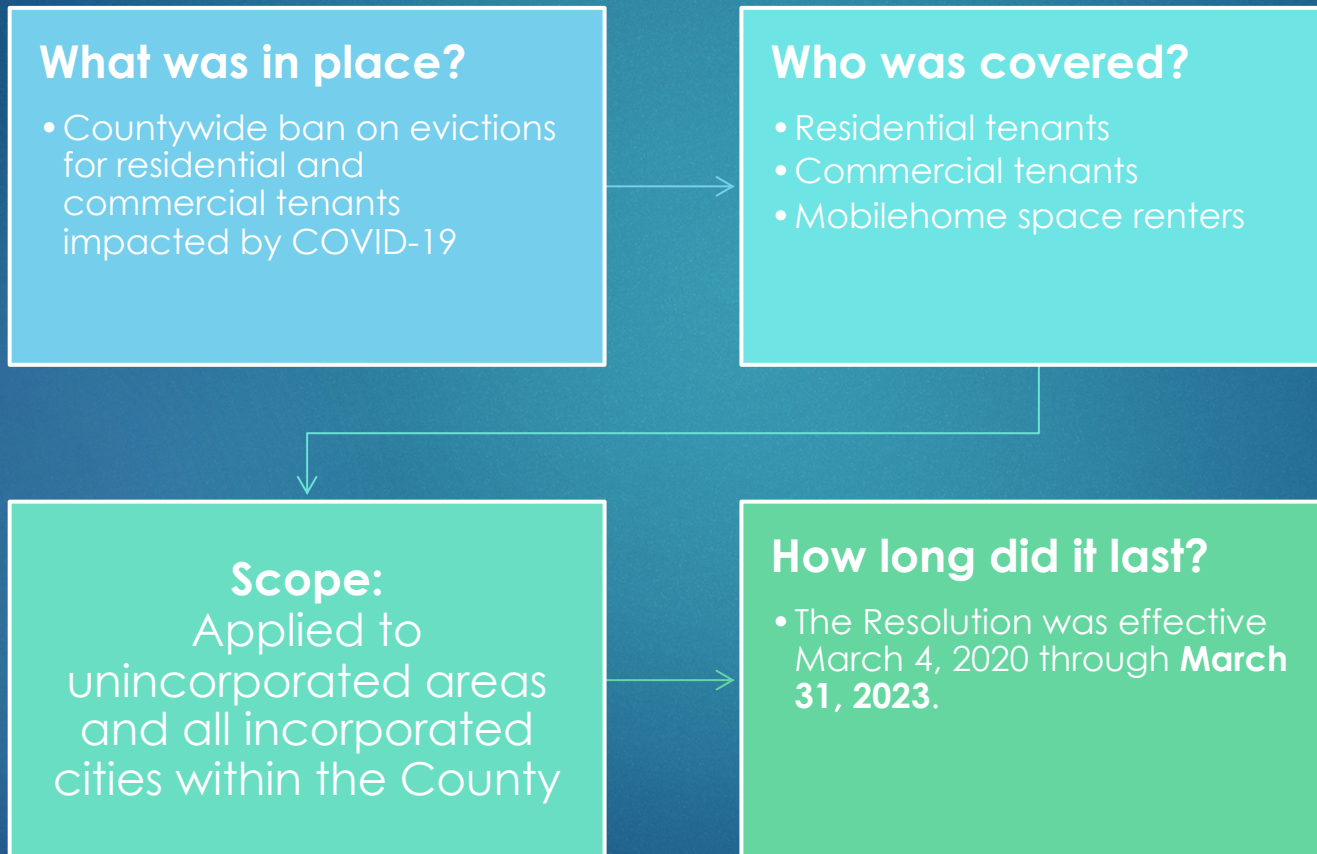 What was in place?
• Countywide ban on evictions
for residential and
commercial tenants
impacted by COVID-19
Who was covered?
• Residential tenants
• Commercial tenants
• Mobilehome space renters
Scope:
Applied to
unincorporated areas
and all incorporated
cities within the County
How long did it last?
• The Resolution was effective
March 4, 2020 through March
31, 2023.